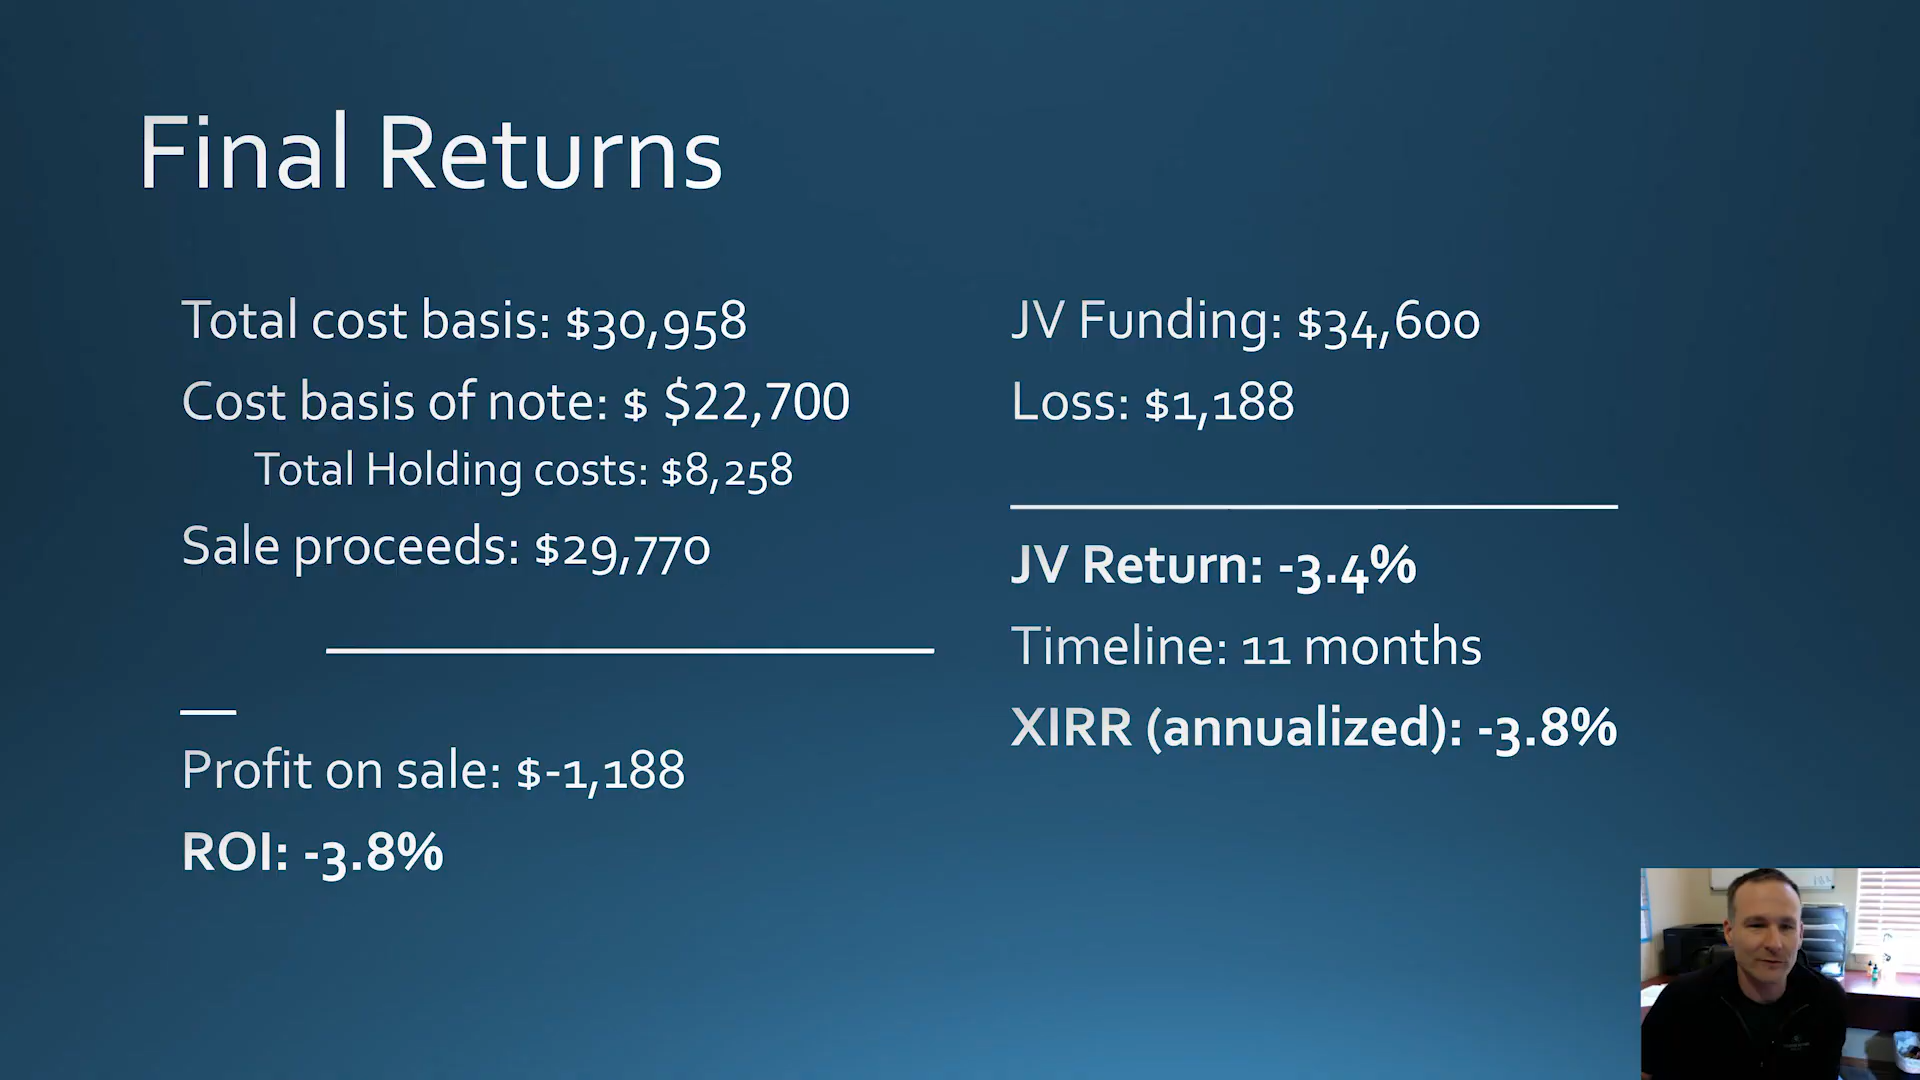 Final Returns
Total cost basis: $30,958
Cost basis of note: $ $22,700
Total Holding costs: $8,258
Sale proceeds: $29,770
Profit on sale: $-1,188
ROI: -3.8%
JV Funding: $34,600
Loss: $1,188
JV Return: -3.4%
Timeline: 11 months
XIRR (annualized): -3.8%